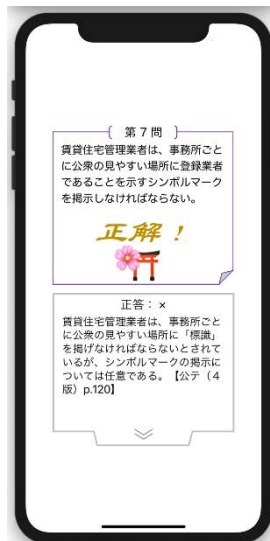 第７問
賃貸住宅管理業者は、事務所ごと
に公衆の見やすい場所に登録業者
であることを示すシンボルマーク
を掲示しなければならない。
正解！
正答：×
賃貸住宅管理業者は、事務所ごと
に公衆の見やすい場所に「標識」
を掲げなければならないとされて
いるが、シンボルマークの掲示に
ついては任意である。【公テ（４
版）p.120】